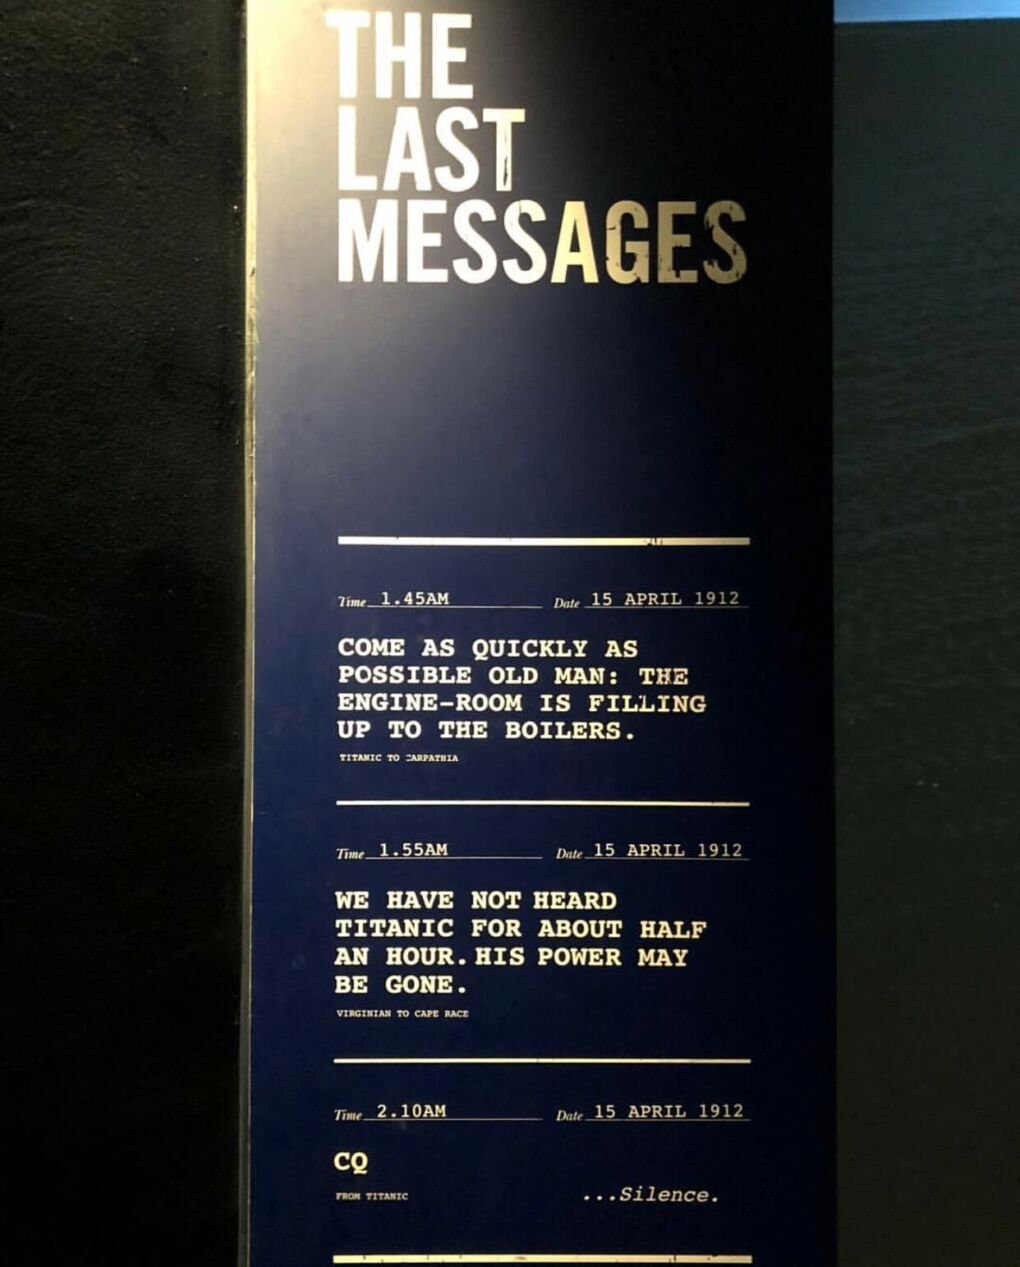 THE
LAST
MESSAGES
Time 1.45AM Date 15 APRIL 1912
COME AS QUICKLY AS
POSSIBLE OLD MAN: THE
ENGINE-ROOM IS FILLING
UP TO THE BOILERS.
TITANIC TO CARPATHIA
Time 1.55AM Date 15 APRIL 1912
WE HAVE NOT HEARD
TITANIC FOR ABOUT HALF
AN HOUR. HIS POWER MAY
BE GONE.
VIRGINIAN TO CAPE RACE
Time 2.10AM Date 15 APRIL 1912
CQ
FROM TITANIC ...Silence.